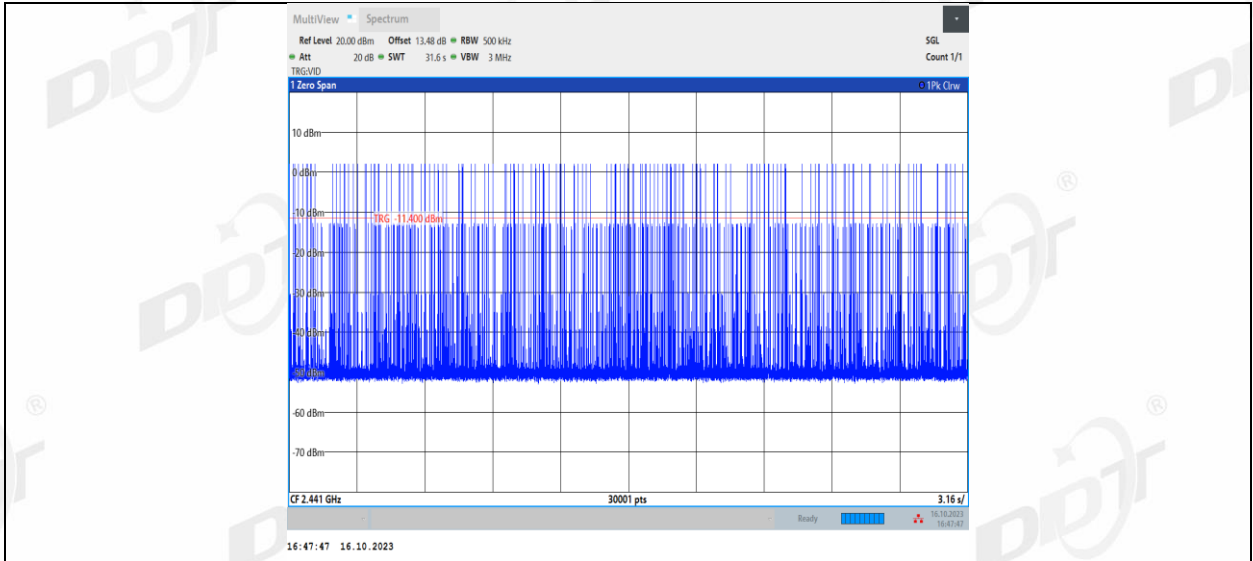 MultiView Spectrum
Ref Level 20.00 dBm Offset 13.48 dB RBW 500 kHz SGL
Att 20 dB SWT 31.6 s VBW 3 MHz Count 1/1
TRG:VID
1 Zero Span 1Pk Clrw
10 dBm
0 dBm
-10 dBm
TRG -11.400 dBm
-20 dBm
-30 dBm
-40 dBm
-50 dBm
-60 dBm
-70 dBm
CF 2.441 GHz 30001 pts 3.16 s/
Ready 16.10.2023
16:47:47
16:47:47 16.10.2023
DDT
®